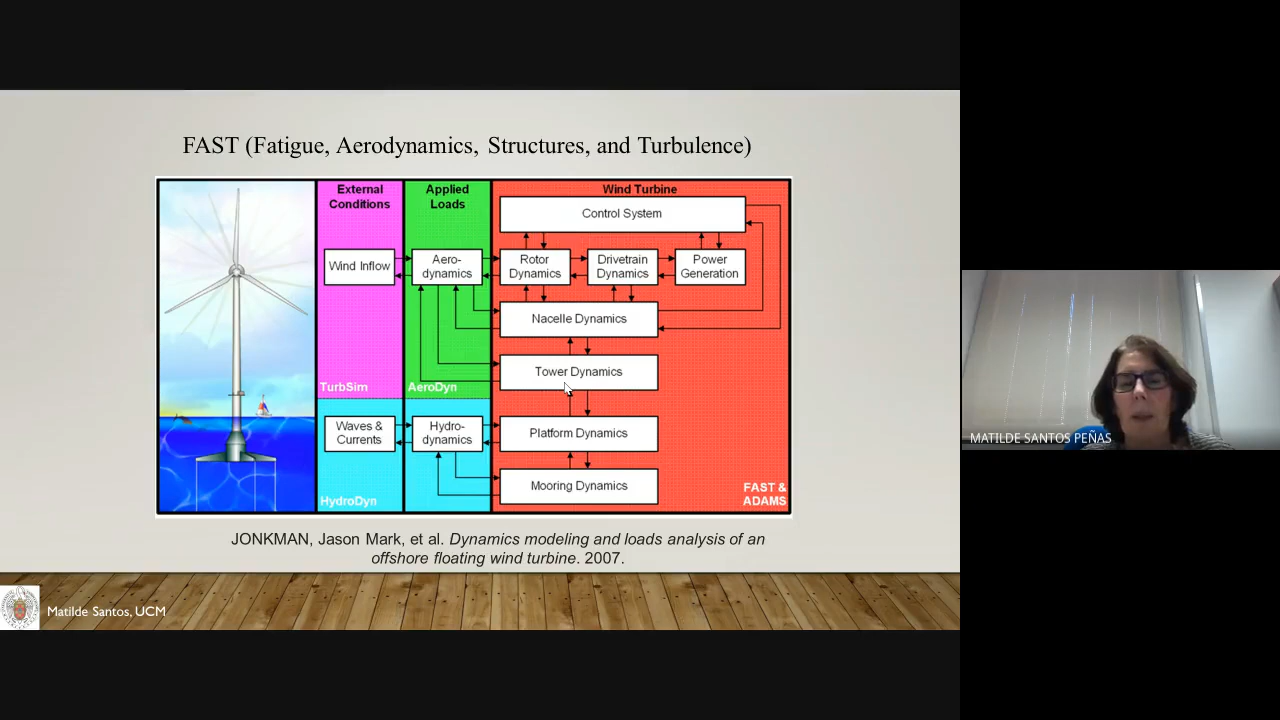 FAST (Fatigue, Aerodynamics, Structures, and Turbulence)
External
Conditions
Applied
Loads
Wind Turbine
Control System
Wind Inflow
Aero-
dynamics
Rotor
Dynamics
Drivetrain
Dynamics
Power
Generation
Nacelle Dynamics
Tower Dynamics
TurbSim
AeroDyn
Waves &
Currents
Hydro-
dynamics
Platform Dynamics
Mooring Dynamics
HydroDyn
FAST &
ADAMS
JONKMAN, Jason Mark, et al. Dynamics modeling and loads analysis of an
offshore floating wind turbine. 2007.
Matilde Santos, UCM
MATILDE SANTOS PEÑAS